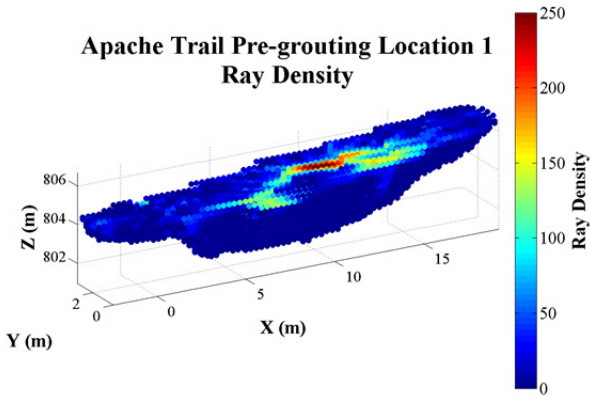 Apache Trail Pre-grouting Location 1
Ray Density
250
200
150
100
50
0
Ray Density
806
804
802
Z (m)
2
0
Y (m)
0
5
10
15
X (m)